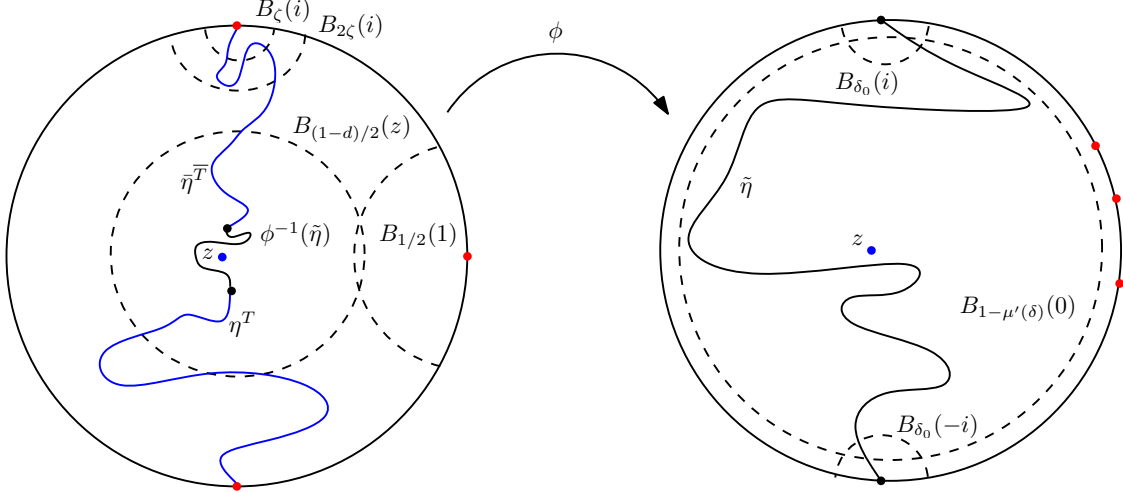 B_ζ(i)
B_{2ζ}(i)
ϕ
B_{δ_0}(i)
B_{(1−d)/2}(z)
\bar{η}^{\overline{T}}
\tilde{η}
ϕ^{−1}(\tilde{η})
B_{1/2}(1)
z
z
B_{1−μ′(δ)}(0)
η^T
B_{δ_0}(−i)